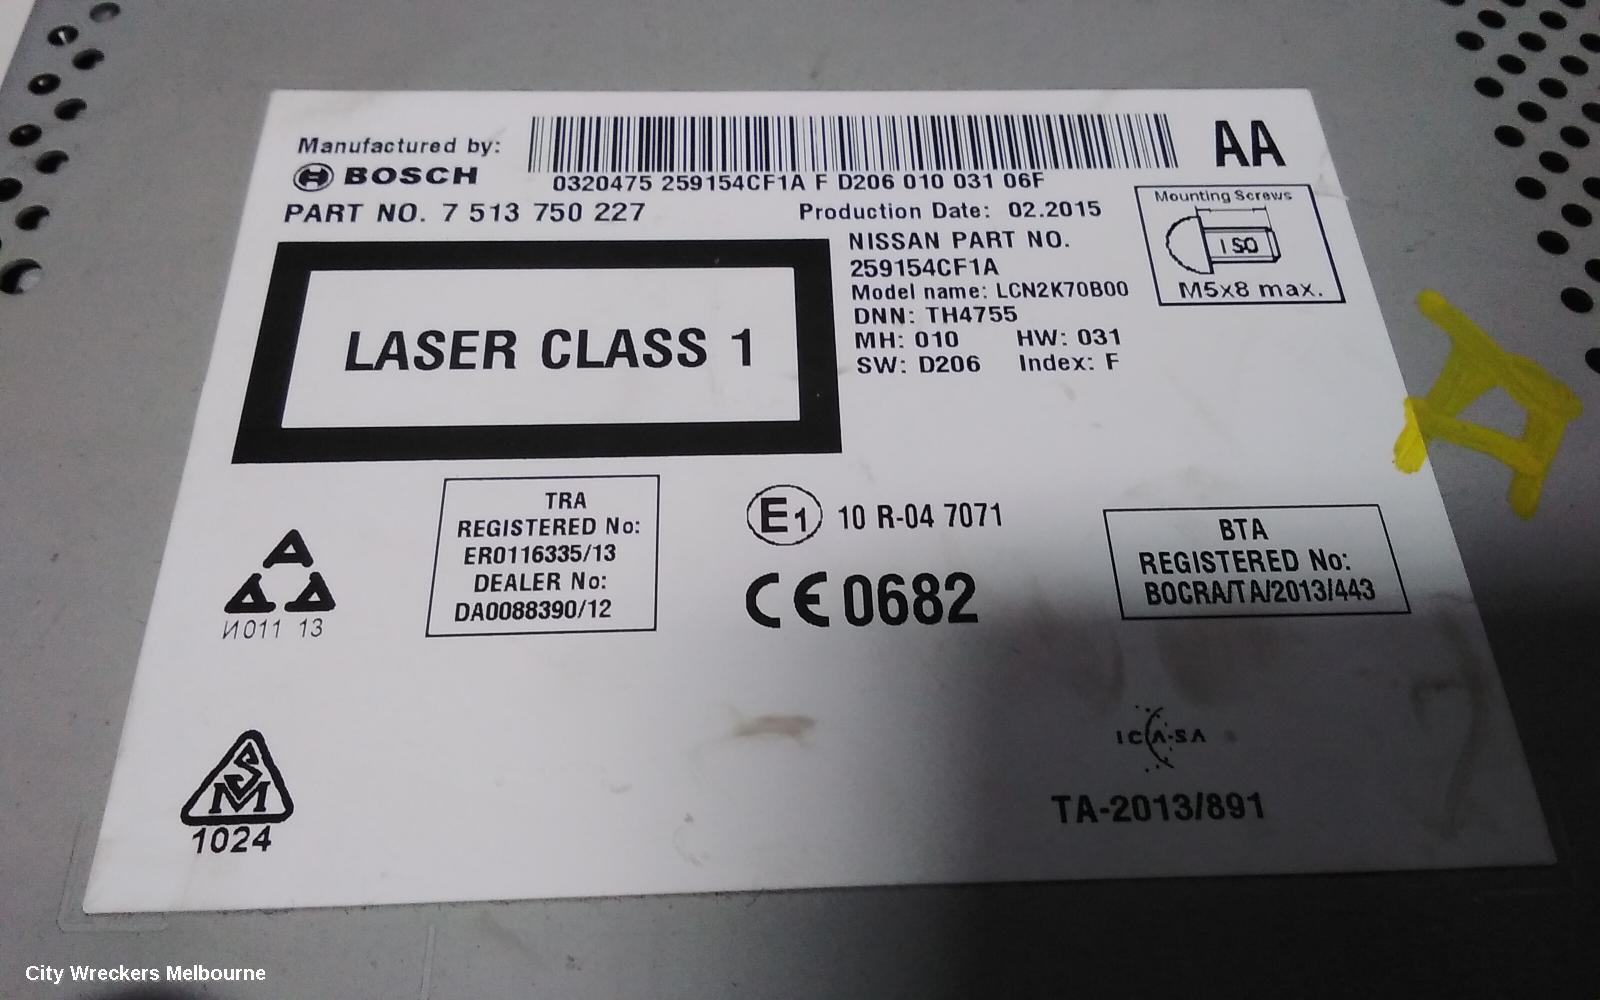 Manufactured by:
BOSCH
0320475 259154CF1A F D206 010 031 06F
AA
PART NO. 7 513 750 227
Production Date: 02.2015
Mounting Screws
ISO
M5x8 max.
NISSAN PART NO.
259154CF1A
Model name: LCN2K70B00
DNN: TH4755
MH: 010 HW: 031
SW: D206 Index: F
LASER CLASS 1
TRA
REGISTERED No:
ER0116335/13
DEALER No:
DA0088390/12
E1 10 R-04 7071
CE 0682
BTA
REGISTERED No:
BOCRA/TA/2013/443
И011 13
SM
1024
ICASA
TA-2013/891
City Wreckers Melbourne